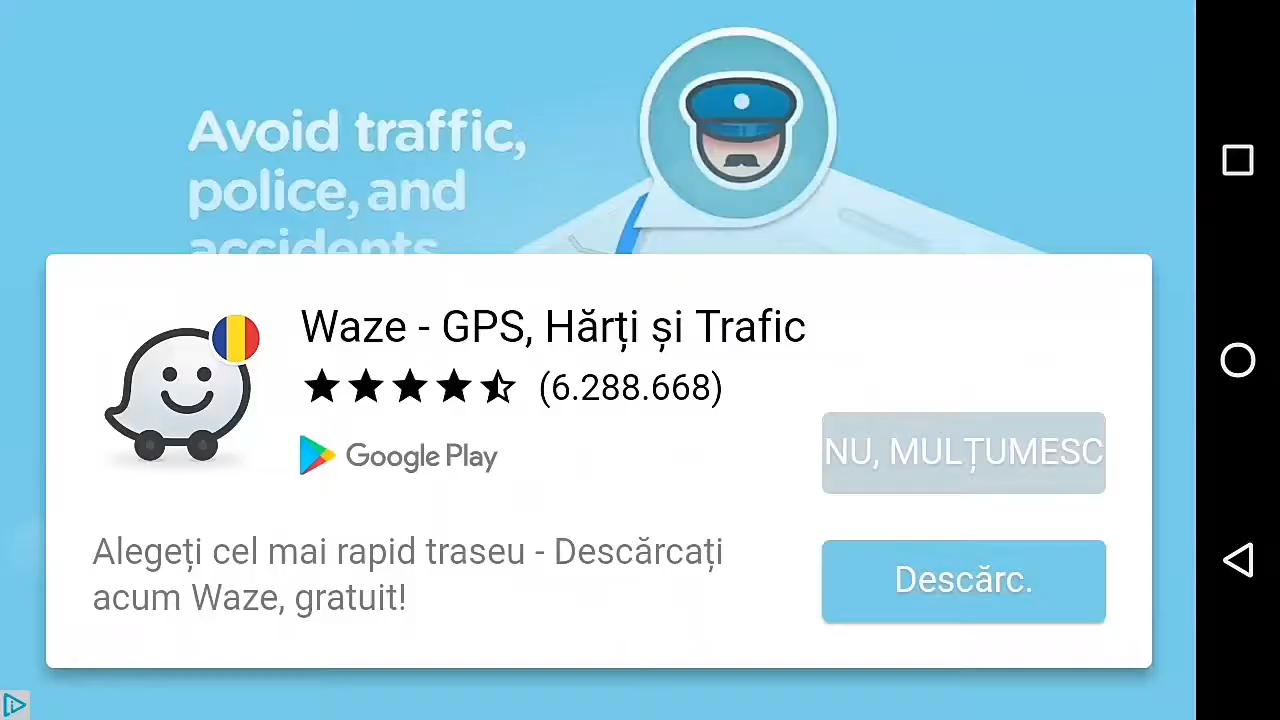 Avoid traffic,
police, and
accidents
Waze - GPS, Hărți și Trafic
(6.288.668)
Google Play
NU, MULȚUMESC
Alegeți cel mai rapid traseu - Descărcați
acum Waze, gratuit!
Descărc.